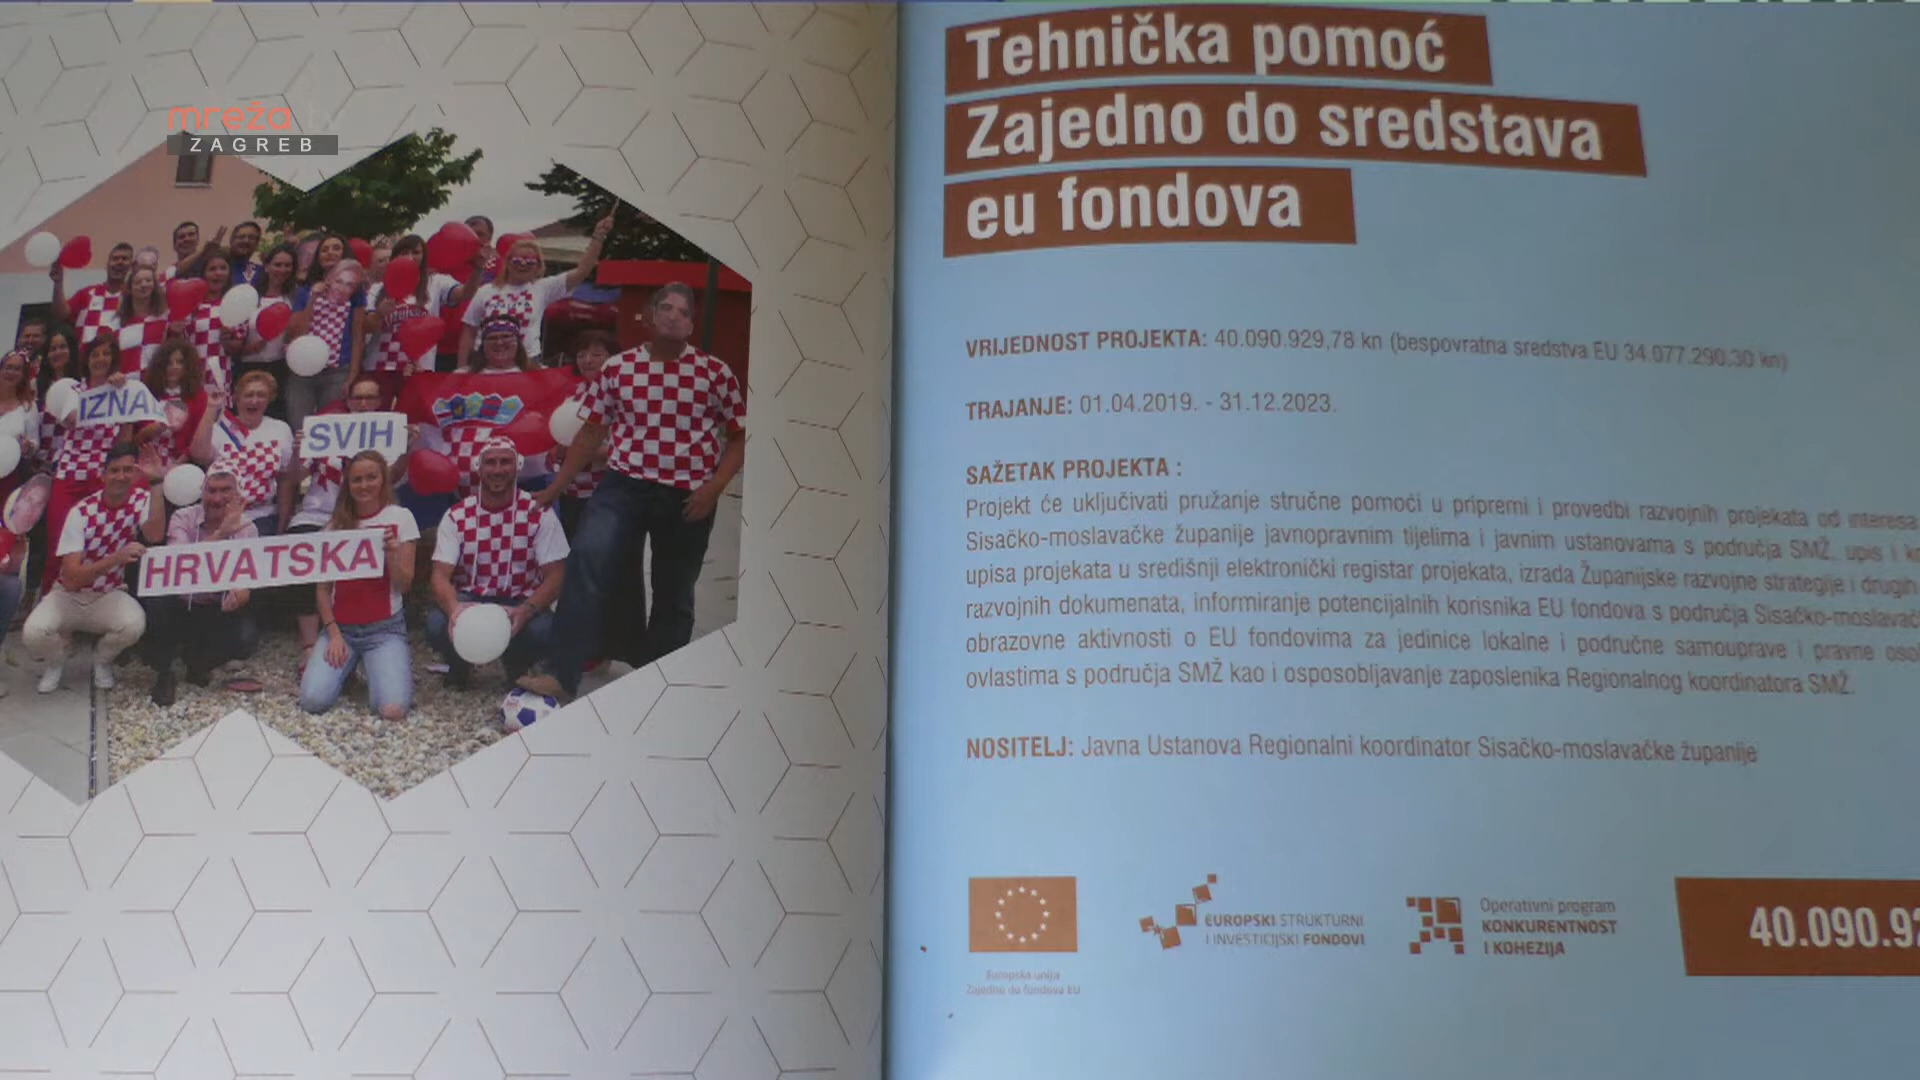 mreža tv
ZAGREB
IZNAD
SVIH
HRVATSKA
Tehnička pomoć
Zajedno do sredstava
eu fondova
VRIJEDNOST PROJEKTA: 40.090.929,78 kn (bespovratna sredstva EU 34.077.290,30 kn)
TRAJANJE: 01.04.2019. - 31.12.2023.
SAŽETAK PROJEKTA :
Projekt će uključivati pružanje stručne pomoći u pripremi i provedbi razvojnih projekata od interesa
Sisačko-moslavačke županije javnopravnim tijelima i javnim ustanovama s područja SMŽ, upis i
upisa projekata u središnji elektronički registar projekata, izrada Županijske razvojne strategije i drugih
razvojnih dokumenata, informiranje potencijalnih korisnika EU fondova s područja
obrazovne aktivnosti o EU fondovima za jedinice lokalne i područne samouprave i pravne
ovlastima s područja SMŽ kao i osposobljavanje zaposlenika Regionalnog koordinatora SMŽ.
NOSITELJ: Javna Ustanova Regionalni koordinator Sisačko-moslavačke županije
Europska unija
Zajedno do fondova EU
EUROPSKI STRUKTURNI
I INVESTICIJSKI FONDOVI
Operativni program
KONKURENTNOST
I KOHEZIJA
40.090.92